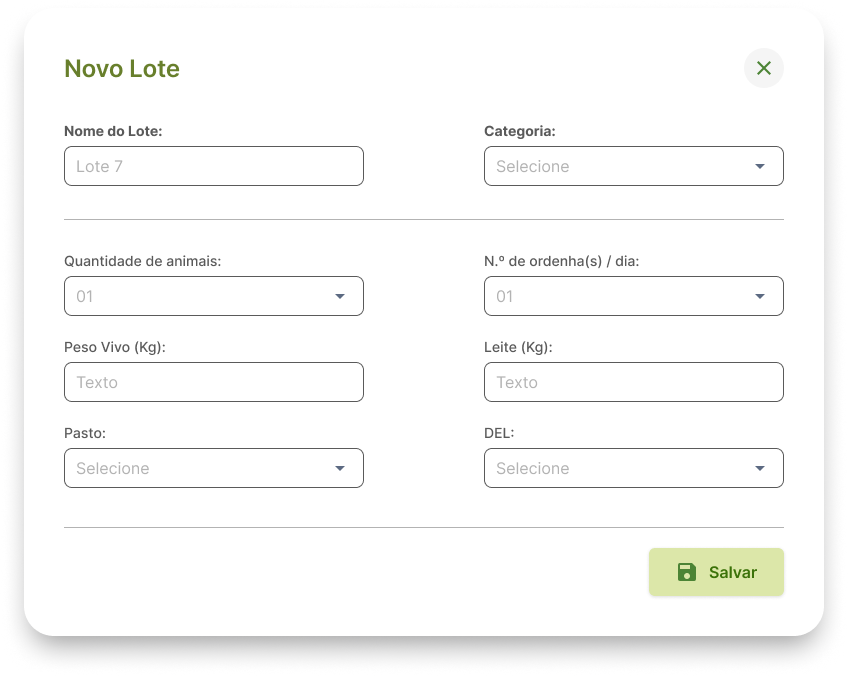 Novo Lote
Nome do Lote:
Categoria:
Lote 7
Selecione
Quantidade de animais:
N.º de ordenha(s) / dia:
01
01
Peso Vivo (Kg):
Leite (Kg):
Texto
Texto
Pasto:
DEL:
Selecione
Selecione
Salvar